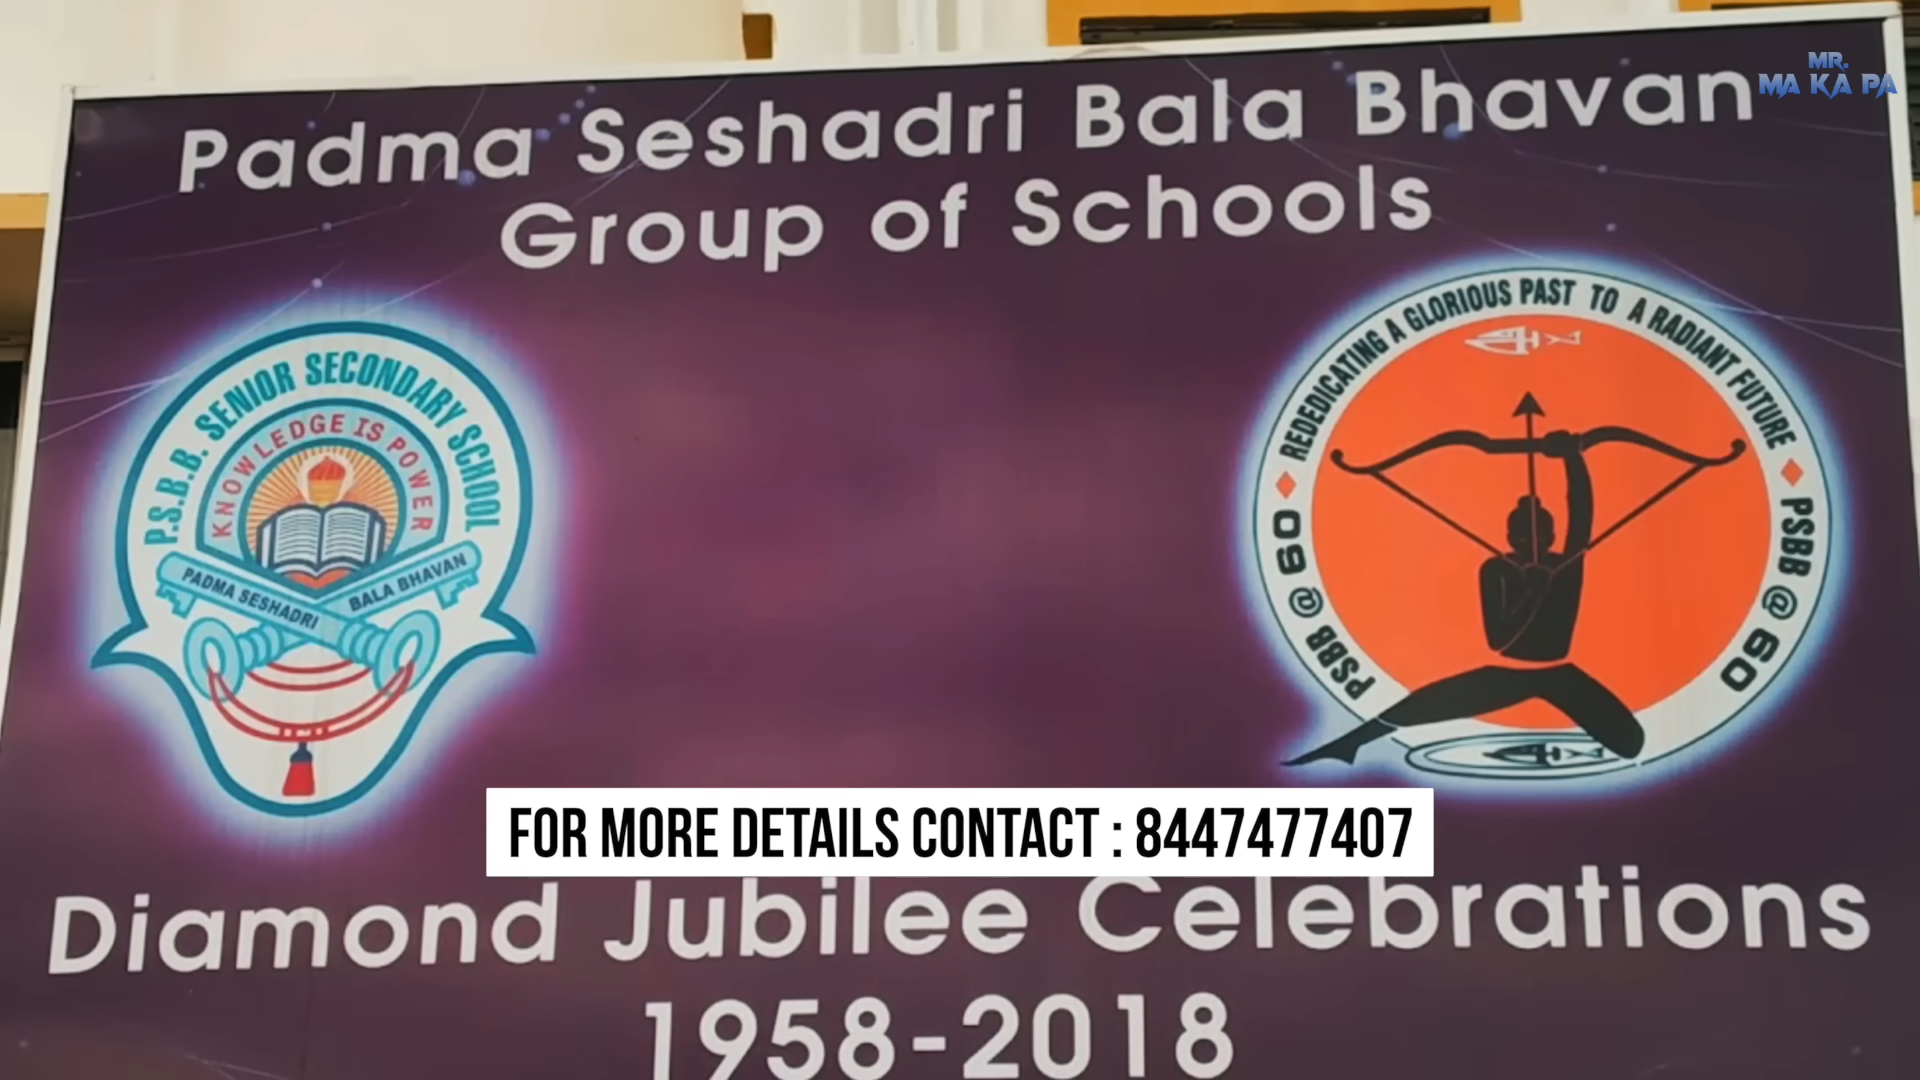 MR.
MA KA PA
Padma Seshadri Bala Bhavan
Group of Schools
P.S.B.B. SENIOR SECONDARY SCHOOL
KNOWLEDGE IS POWER
PADMA SESHADRI BALA BHAVAN
REDEDICATING A GLORIOUS PAST TO A RADIANT FUTURE
PSBB @ 60
PSBB @ 60
FOR MORE DETAILS CONTACT : 8447477407
Diamond Jubilee Celebrations
1958-2018